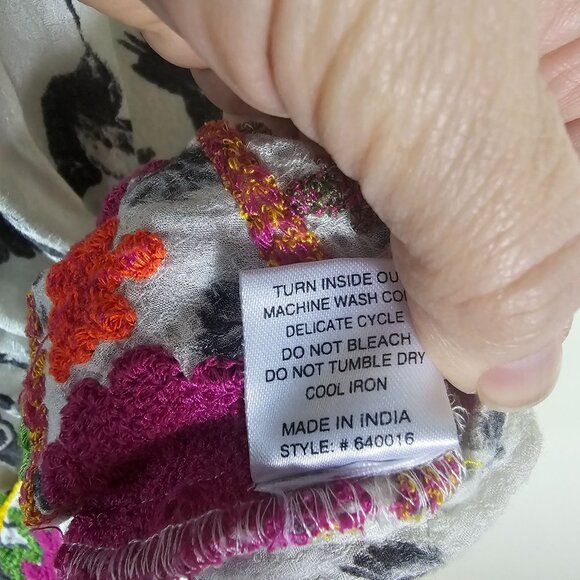 TURN INSIDE OU
MACHINE WASH CO
DELICATE CYCLE
DO NOT BLEACH
DO NOT TUMBLE DRY
COOL IRON
MADE IN INDIA
STYLE: # 640016